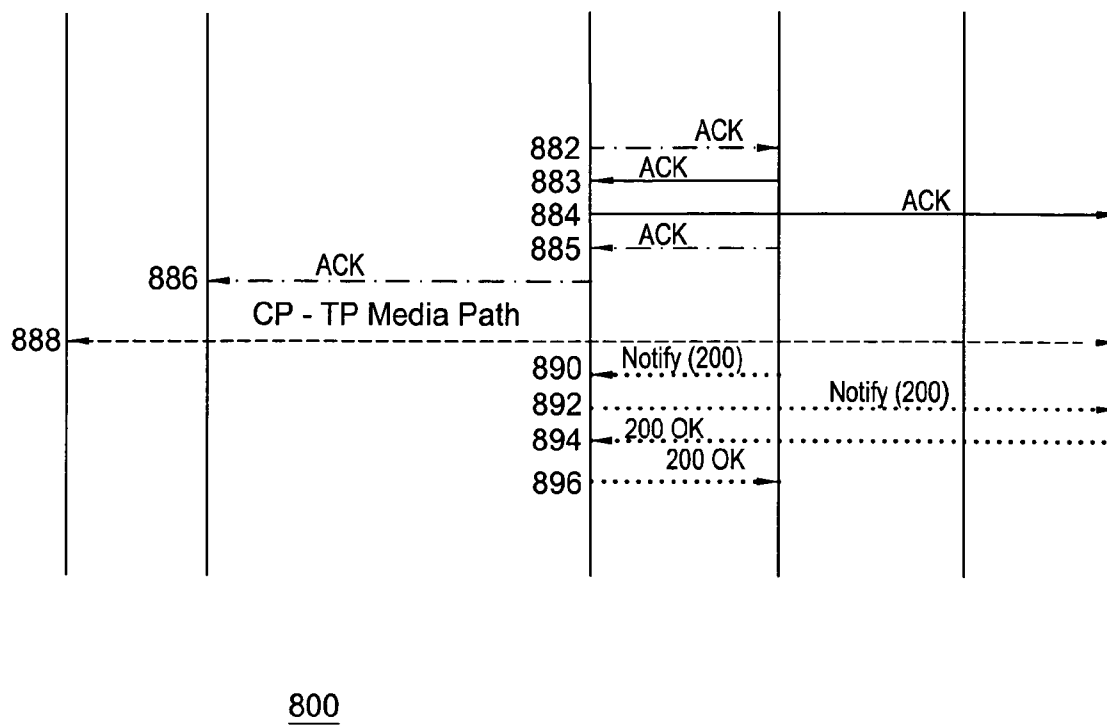 882 ACK
883 ACK
884 ACK
885 ACK
886 ACK
CP - TP Media Path
888
890 Notify (200)
892 Notify (200)
894 200 OK
896 200 OK
800